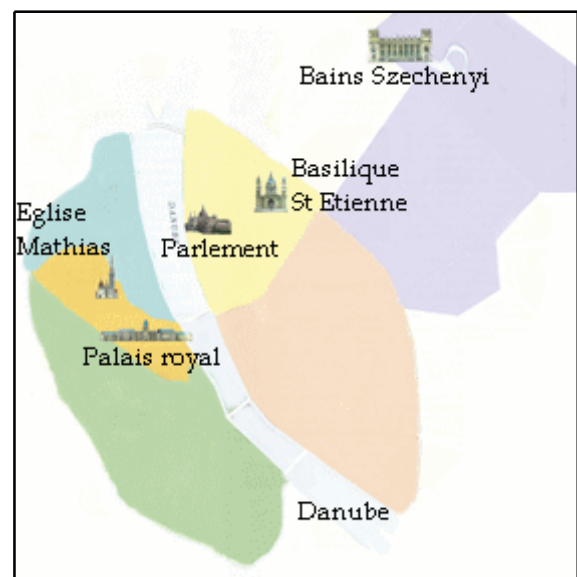 Bains Szechenyi
Basilique
St Etienne
Eglise
Mathias
Parlement
Palais royal
Danube